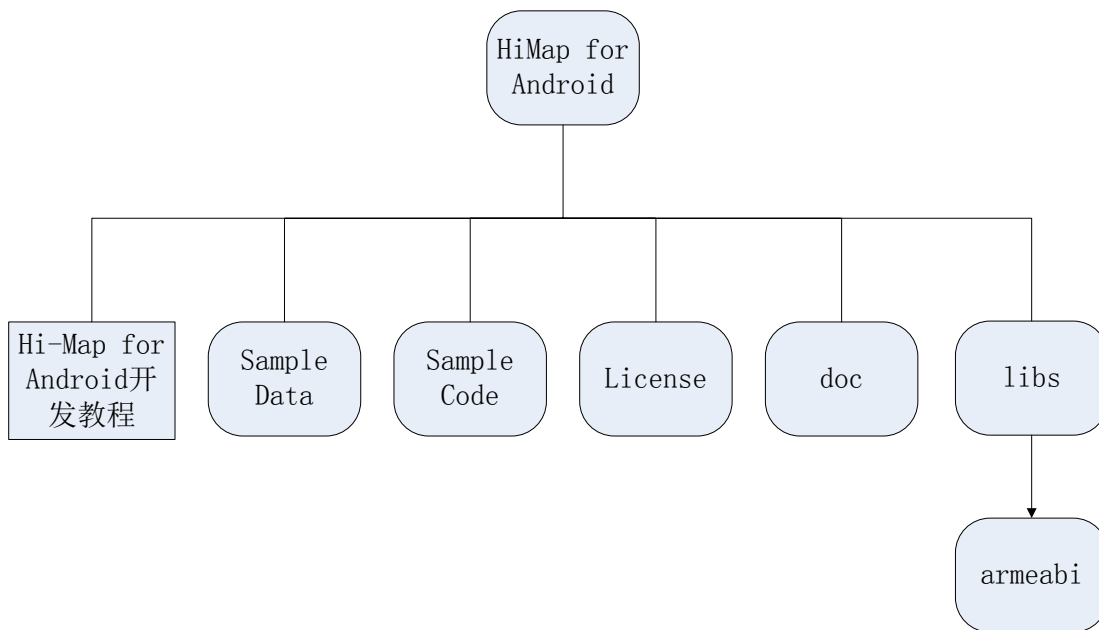 HiMap for
Android
Hi-Map for
Android开
发教程
Sample
Data
Sample
Code
License
doc
libs
armeabi